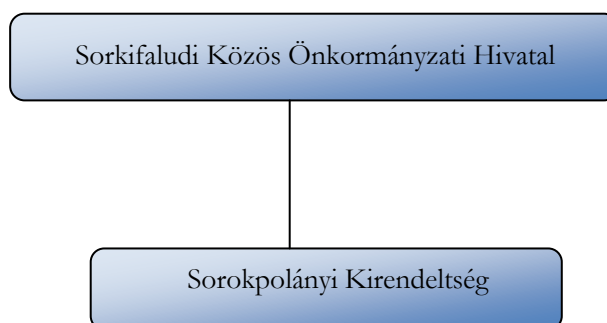 Sorkifaludi Közös Önkormányzati Hivatal
Sorokpolányi Kirendeltség